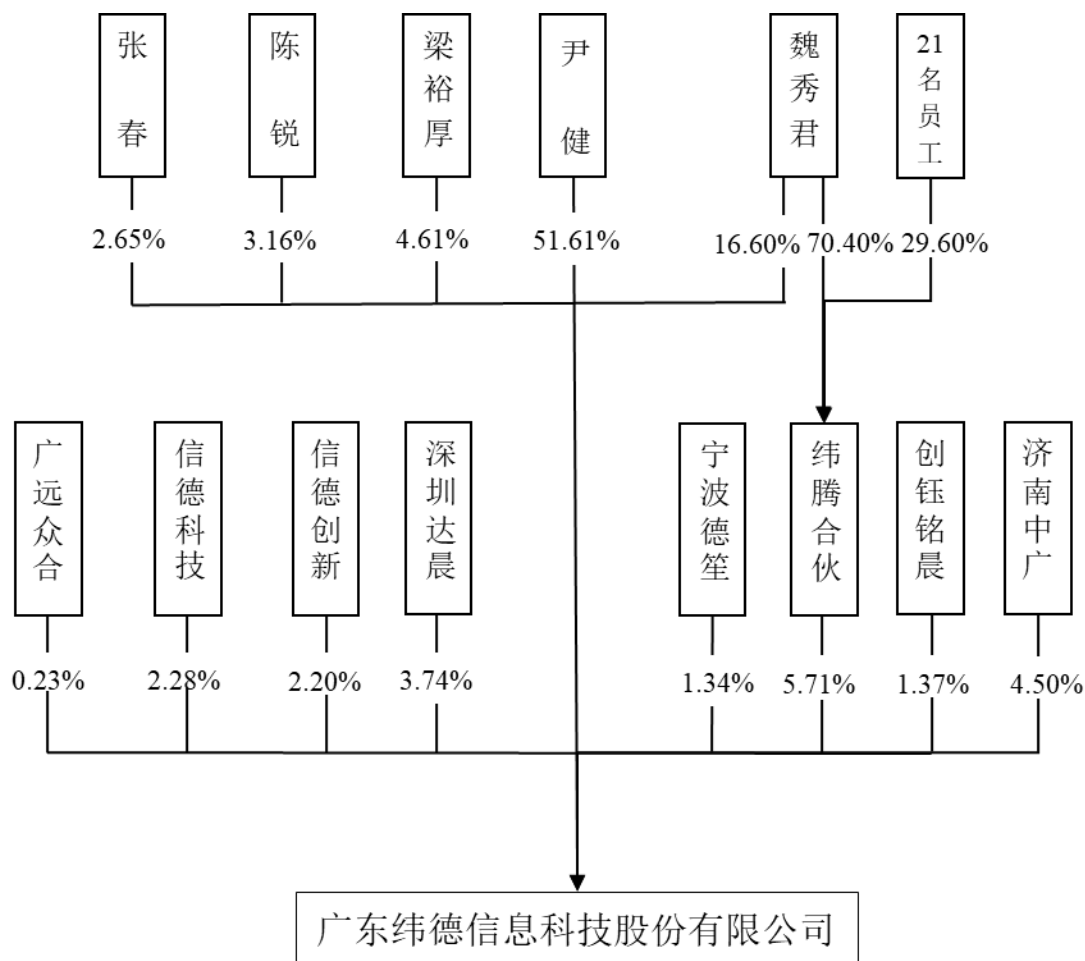 张春
陈锐
梁裕厚
尹健
魏秀君
21名员工
2.65%
3.16%
4.61%
51.61%
16.60%
70.40%
29.60%
广远众合
信德科技
信德创新
深圳达晨
宁波德笙
纬腾合伙
创钰铭晨
济南中广
0.23%
2.28%
2.20%
3.74%
1.34%
5.71%
1.37%
4.50%
广东纬德信息科技股份有限公司